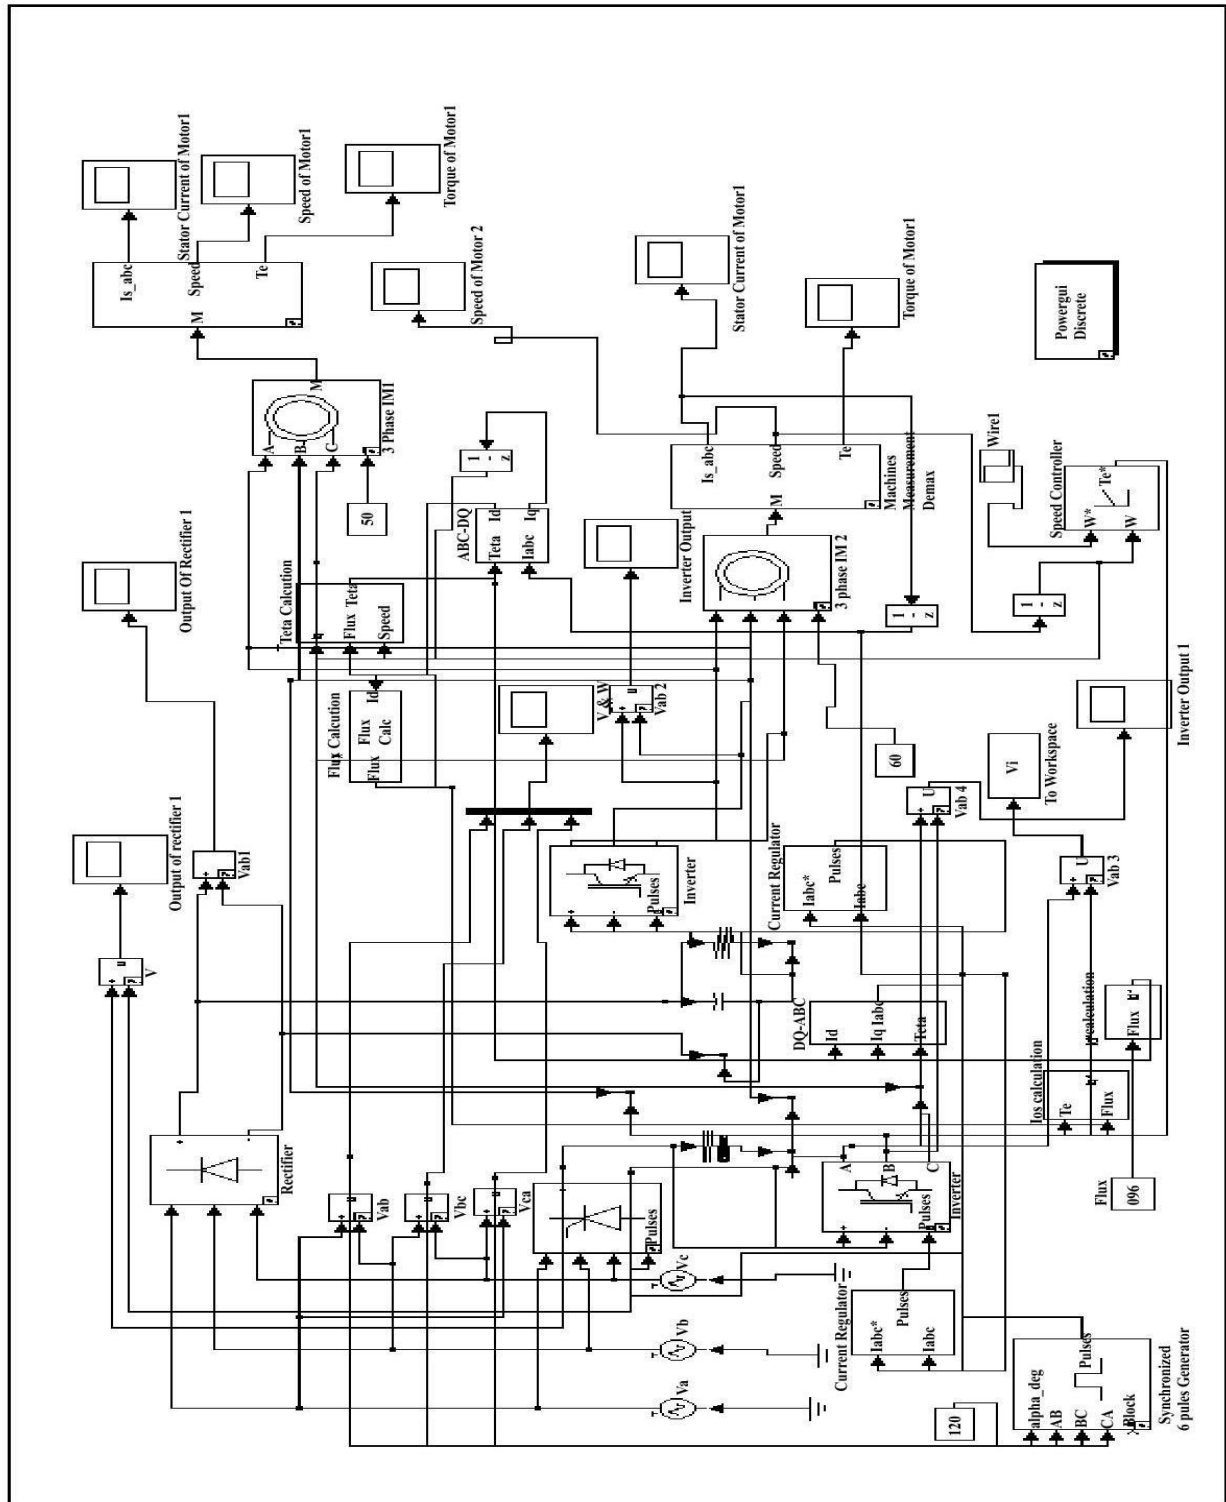 Is_abc
Speed
Te
M
Stator Current of Motor1
Speed of Motor1
Torque of Motor1
Speed of Motor 2
Stator Current of Motor1
Torque of Motor1
Powergui
Discrete
A
B
C
M
3 Phase IM1
50
1
-
z
ABC-DQ
Teta Id
Iabc Iq
Is_abc
Speed
Te
M
Machines
Measurement
Demax
Wire1
Speed Controller
W*
Te*
W
Output Of Rectifier 1
Teta Calcution
Iq
Flux Teta
Speed
Inverter Output
3 phase IM 2
1
-
z
1
-
z
Flux Calcution
Id
Flux
Flux Calc
V & W
Vab 2
60
Inverter Output 1
Output of rectifier 1
Vab1
Vi
To Workspace
U
Vab 4
Pulses
Inverter
Current Regulator
Iabc*
Pulses
Iabc
U
Vab 3
V
DQ-ABC
Id
Iq Iabc
Teta
calculation
Flux
Ios calculation
Te
Flux
Rectifier
Vab
Vbc
Vca
Pulses
A
B
C
Pulses
Inverter
Flux
096
Vc
Vb
Va
Current Regulator
Iabc*
Pulses
Iabc
120
alpha_deg
AB
BC
CA
Block
Pulses
Synchronized
6 pules Generator